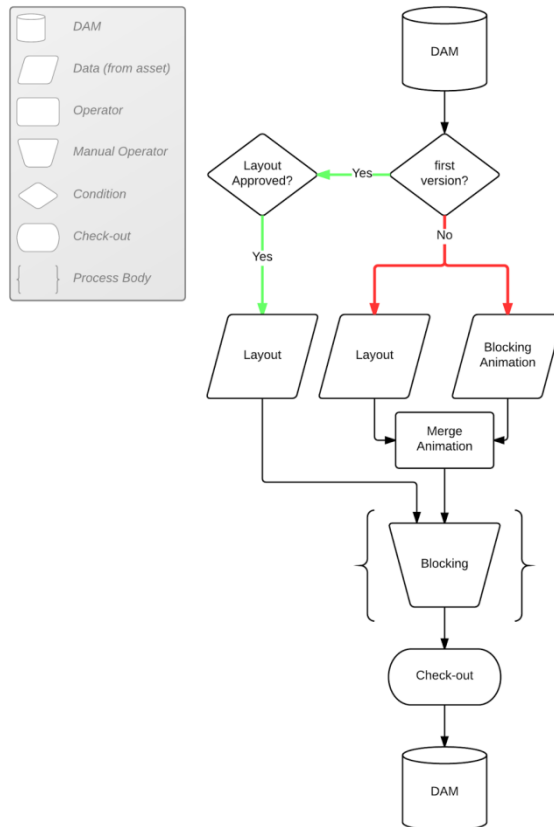 DAM
Data (from asset)
Operator
Manual Operator
Condition
Check-out
Process Body
DAM
first
version?
Yes
Layout
Approved?
No
Yes
Layout
Layout
Blocking
Animation
Merge
Animation
Blocking
Check-out
DAM